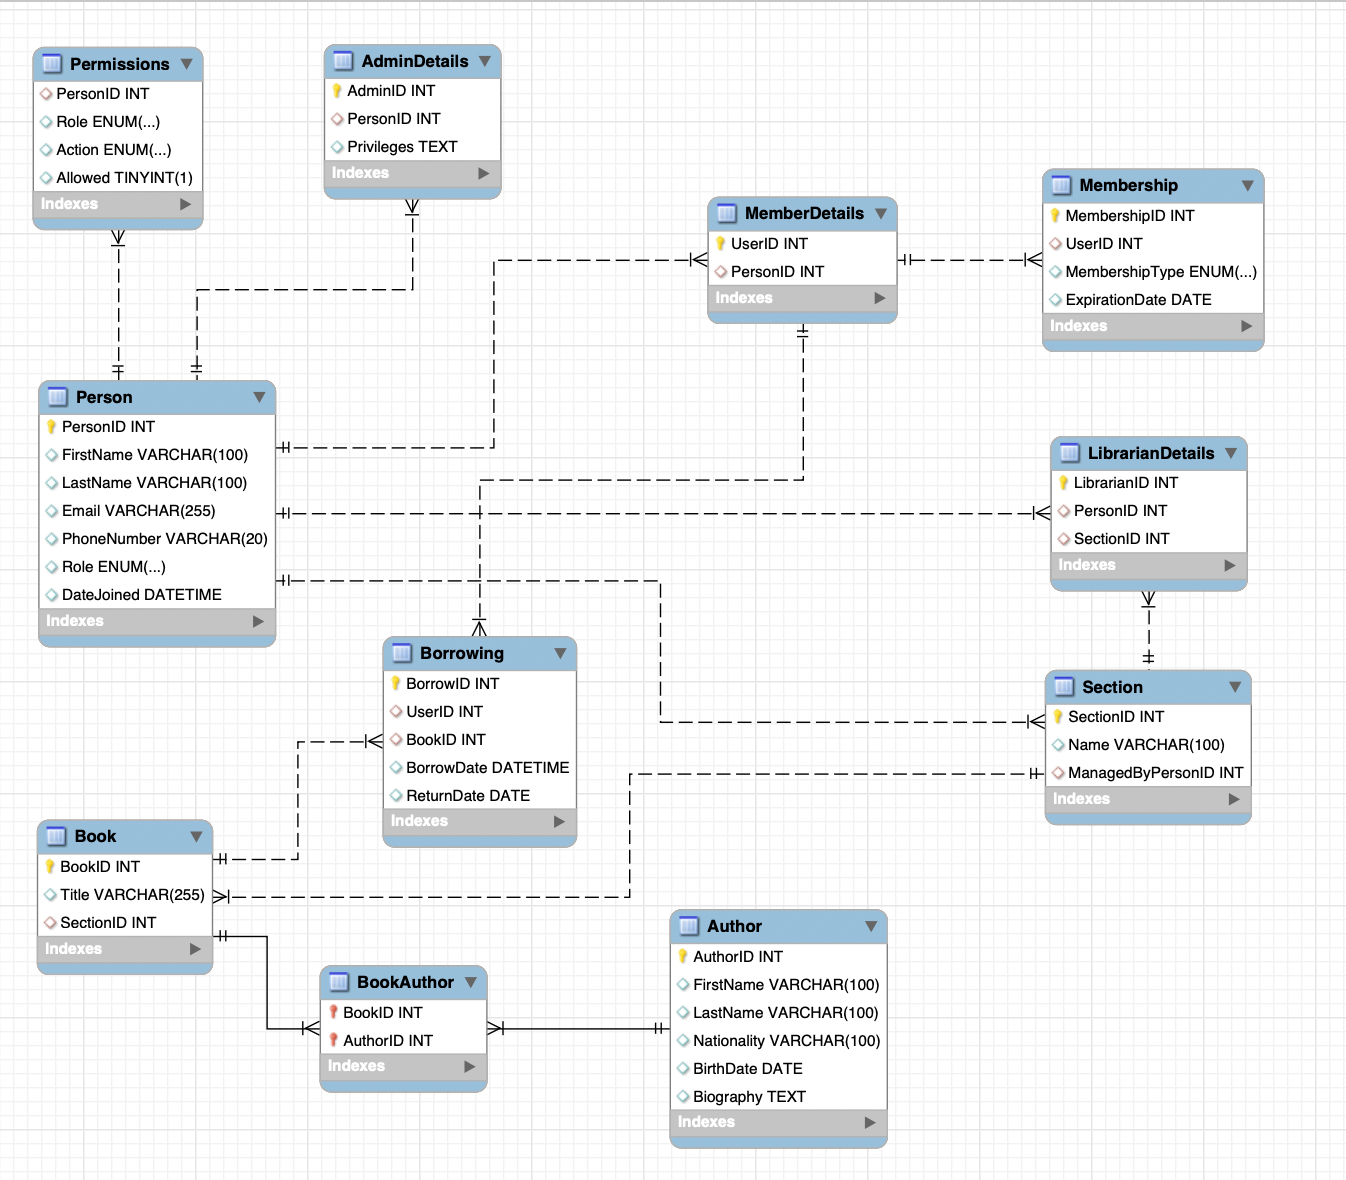 Permissions
PersonID INT
Role ENUM(...)
Action ENUM(...)
Allowed TINYINT(1)
Indexes
AdminDetails
AdminID INT
PersonID INT
Privileges TEXT
Indexes
MemberDetails
UserID INT
PersonID INT
Indexes
Membership
MembershipID INT
UserID INT
MembershipType ENUM(...)
ExpirationDate DATE
Indexes
Person
PersonID INT
FirstName VARCHAR(100)
LastName VARCHAR(100)
Email VARCHAR(255)
PhoneNumber VARCHAR(20)
Role ENUM(...)
DateJoined DATETIME
Indexes
LibrarianDetails
LibrarianID INT
PersonID INT
SectionID INT
Indexes
Borrowing
BorrowID INT
UserID INT
BookID INT
BorrowDate DATETIME
ReturnDate DATE
Indexes
Section
SectionID INT
Name VARCHAR(100)
ManagedByPersonID INT
Indexes
Book
BookID INT
Title VARCHAR(255)
SectionID INT
Indexes
BookAuthor
BookID INT
AuthorID INT
Indexes
Author
AuthorID INT
FirstName VARCHAR(100)
LastName VARCHAR(100)
Nationality VARCHAR(100)
BirthDate DATE
Biography TEXT
Indexes